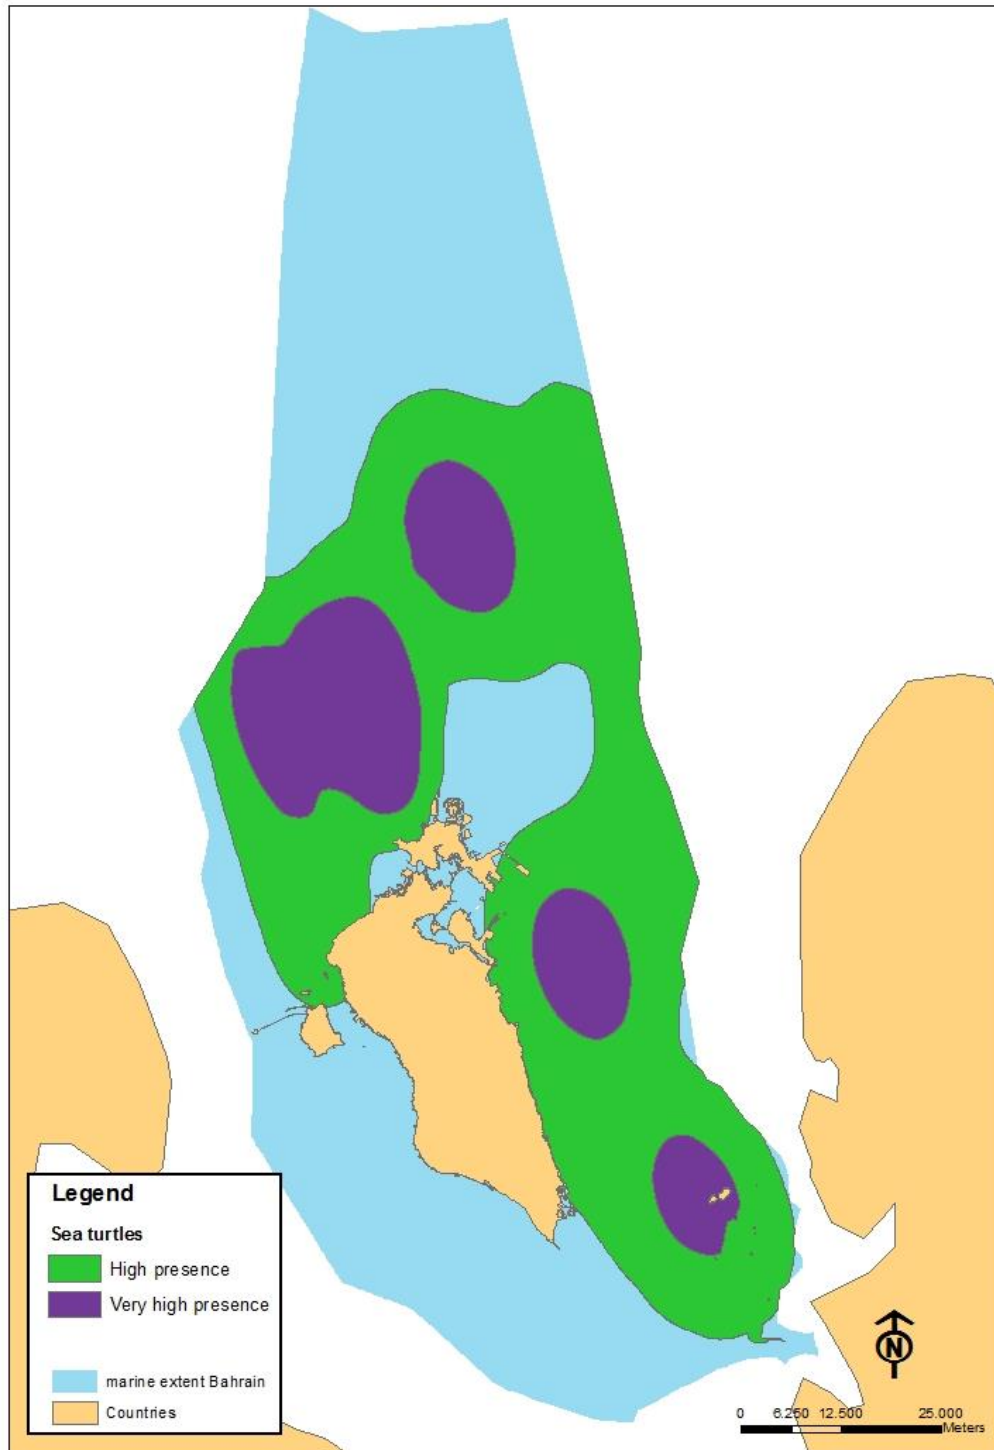 Legend
Sea turtles
High presence
Very high presence
marine extent Bahrain
Countries
N
0 6.250 12.500 25.000
Meters